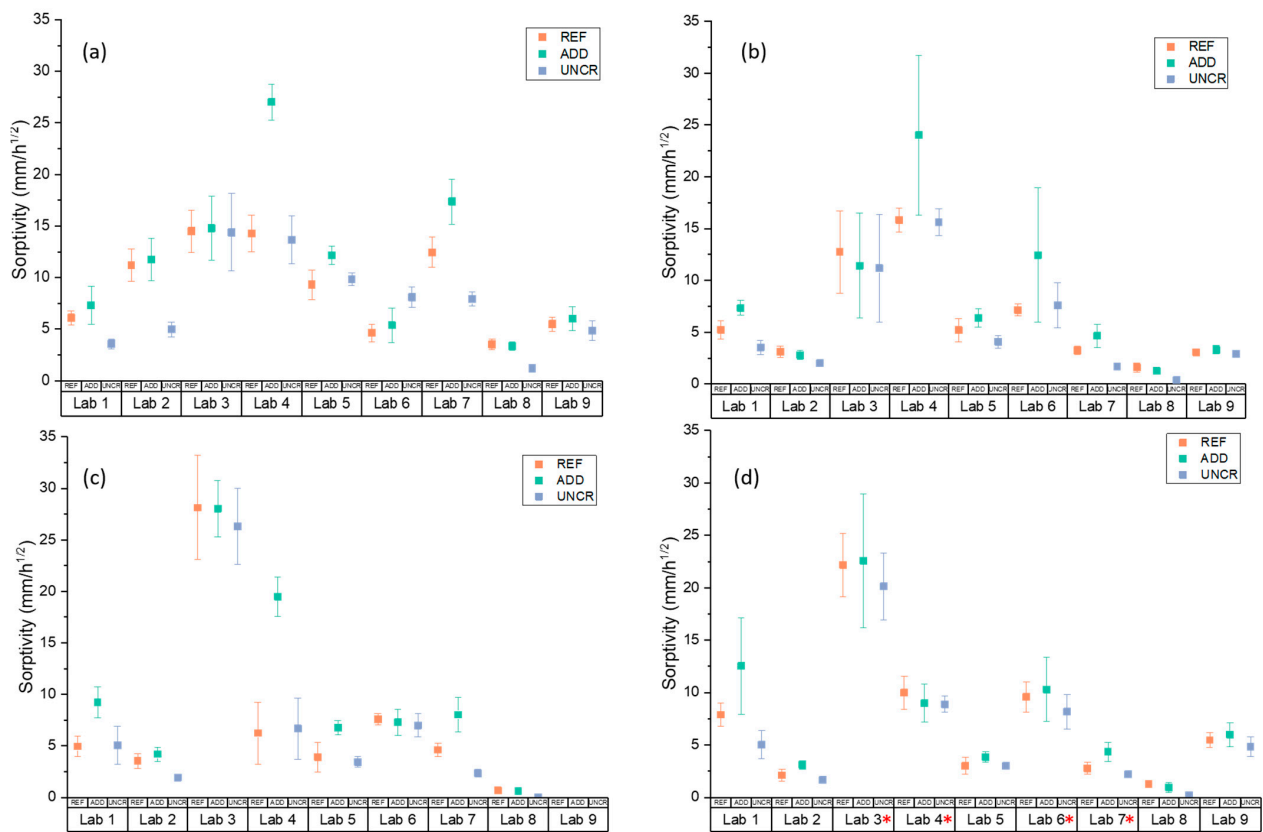 (a)
REF
ADD
UNCR
Sorptivity (mm/h1/2)
35
30
25
20
15
10
5
0
REF ADD UNCR REF ADD UNCR REF ADD UNCR REF ADD UNCR REF ADD UNCR REF ADD UNCR REF ADD UNCR REF ADD UNCR REF ADD UNCR
Lab 1 Lab 2 Lab 3 Lab 4 Lab 5 Lab 6 Lab 7 Lab 8 Lab 9
(b)
REF
ADD
UNCR
Sorptivity (mm/h1/2)
35
30
25
20
15
10
5
0
REF ADD UNCR REF ADD UNCR REF ADD UNCR REF ADD UNCR REF ADD UNCR REF ADD UNCR REF ADD UNCR REF ADD UNCR REF ADD UNCR
Lab 1 Lab 2 Lab 3 Lab 4 Lab 5 Lab 6 Lab 7 Lab 8 Lab 9
(c)
REF
ADD
UNCR
Sorptivity (mm/h1/2)
35
30
25
20
15
10
5
0
REF ADD UNCR REF ADD UNCR REF ADD UNCR REF ADD UNCR REF ADD UNCR REF ADD UNCR REF ADD UNCR REF ADD UNCR REF ADD UNCR
Lab 1 Lab 2 Lab 3 Lab 4 Lab 5 Lab 6 Lab 7 Lab 8 Lab 9
(d)
REF
ADD
UNCR
Sorptivity (mm/h1/2)
35
30
25
20
15
10
5
0
REF ADD UNCR REF ADD UNCR REF ADD UNCR REF ADD UNCR REF ADD UNCR REF ADD UNCR REF ADD UNCR REF ADD UNCR REF ADD UNCR
Lab 1 Lab 2 Lab 3* Lab 4* Lab 5 Lab 6* Lab 7* Lab 8 Lab 9